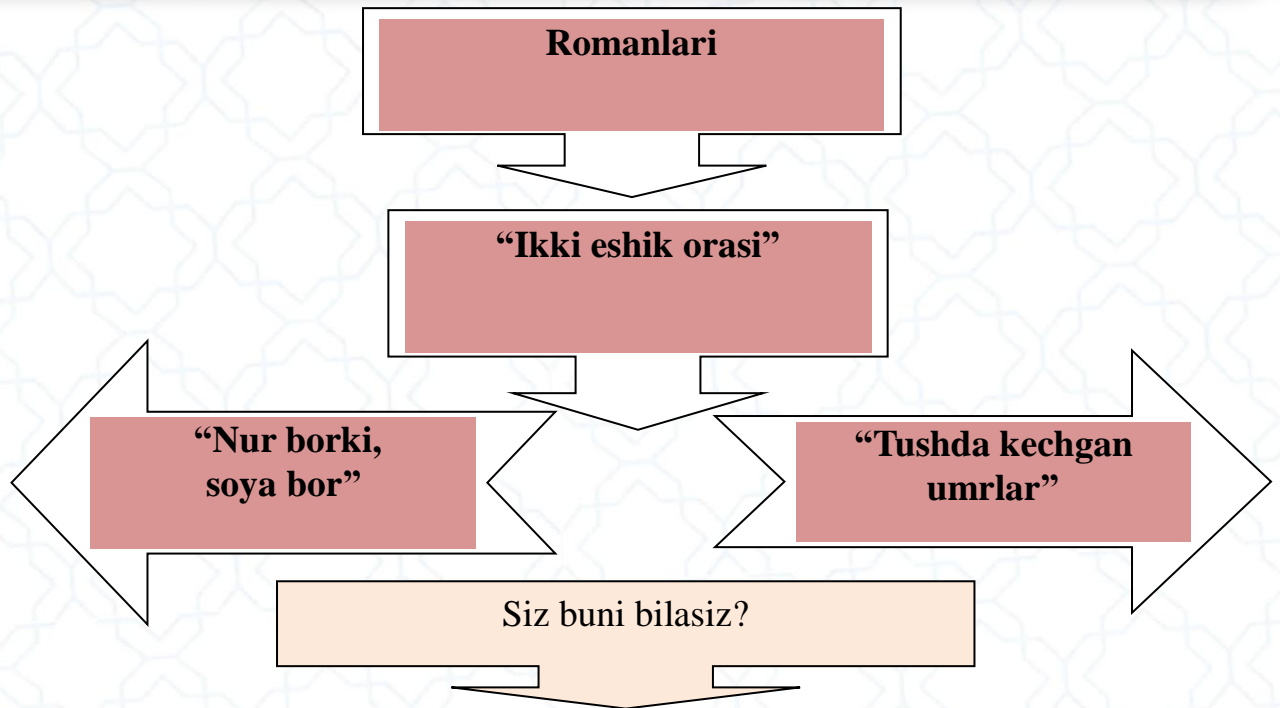 Romanlari
“Ikki eshik orasi”
“Nur borki,
soya bor”
“Tushda kechgan
umrlar”
Siz buni bilasiz?